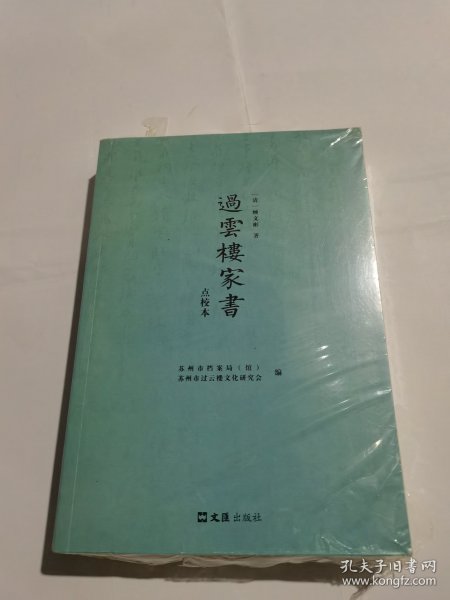 [清] 顾文彬 著
過雲樓家書
点校本
苏州市档案局（馆）
苏州市过云楼文化研究会
编
文匯出版社
孔夫子旧书网
www.kongfz.com